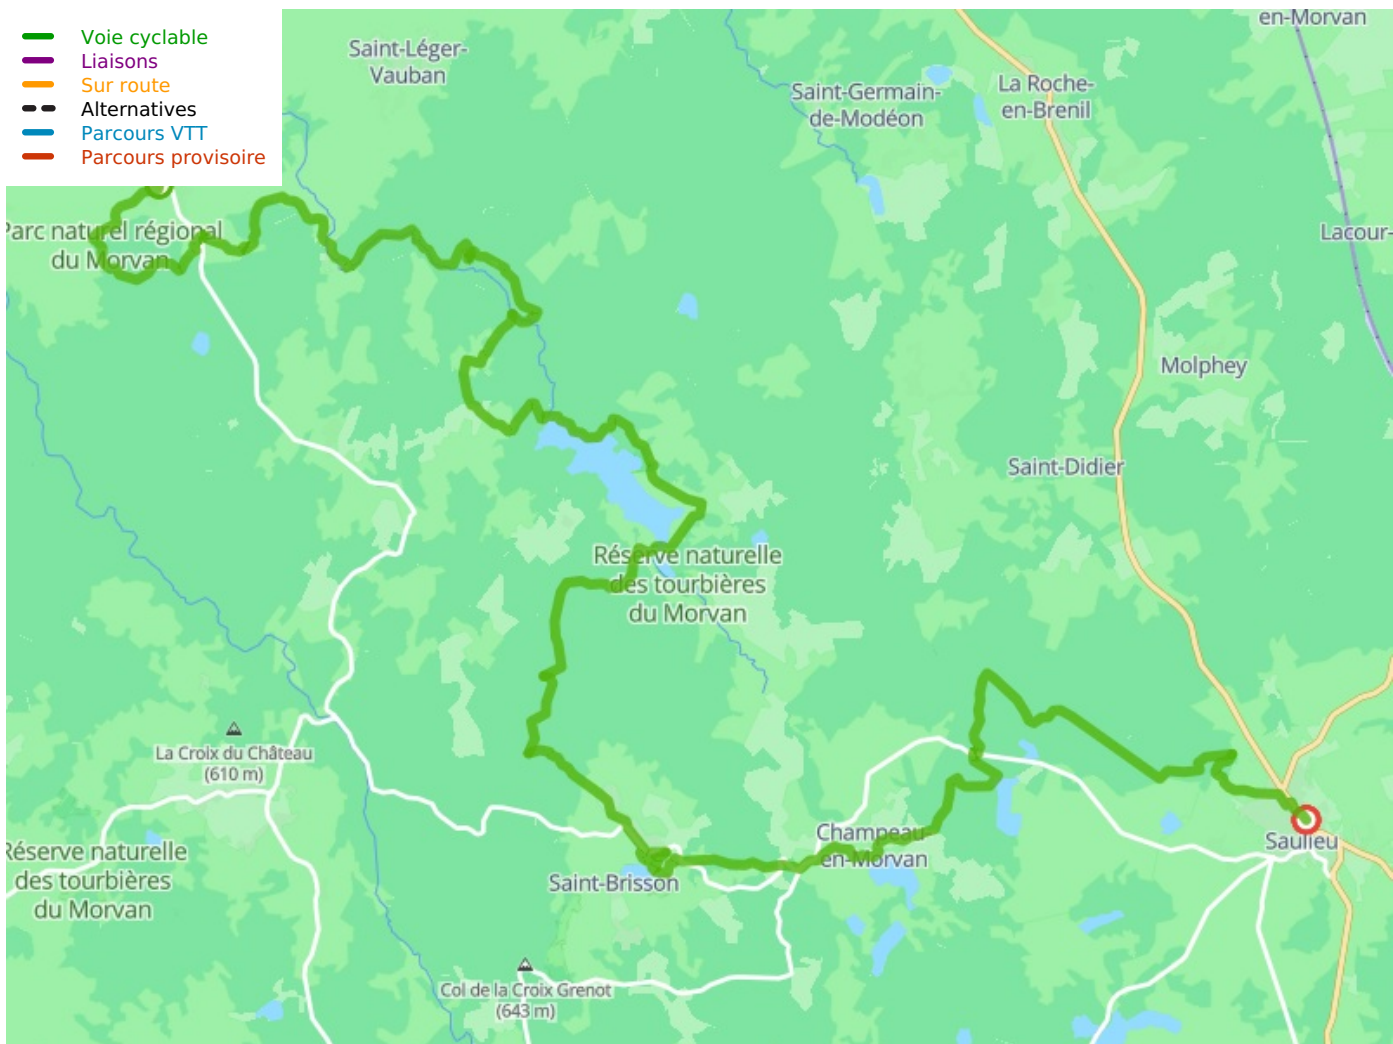 Voie cyclable
Liaisons
Sur route
Alternatives
Parcours VTT
Parcours provisoire
en-Morvan
Saint-Léger-
Vauban
Saint-Germain-
de-Modéon
La Roche-
en-Brenil
Parc naturel régional
du Morvan
Lacour-
Molphey
Saint-Didier
Réserve naturelle
des tourbières
du Morvan
La Croix du Château
(610 m)
Réserve naturelle
des tourbières
du Morvan
Champeau-
en-Morvan
Saulieu
Saint-Brisson
Col de la Croix Grenot
(643 m)